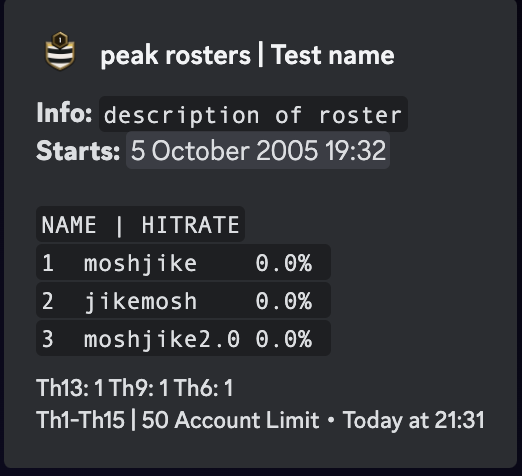 peak rosters | Test name
Info: description of roster
Starts: 5 October 2005 19:32
NAME | HITRATE
1 moshjike 0.0%
2 jikemosh 0.0%
3 moshjike2.0 0.0%
Th13: 1 Th9: 1 Th6: 1
Th1-Th15 | 50 Account Limit • Today at 21:31